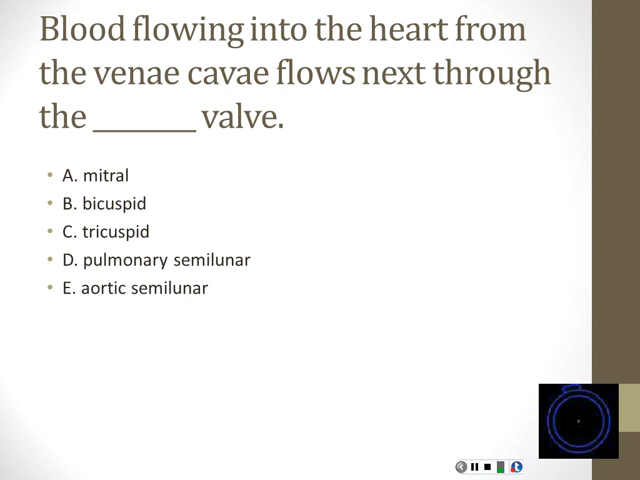 Blood flowing into the heart from
the venae cavae flows next through
the ________ valve.
• A. mitral
• B. bicuspid
• C. tricuspid
• D. pulmonary semilunar
• E. aortic semilunar